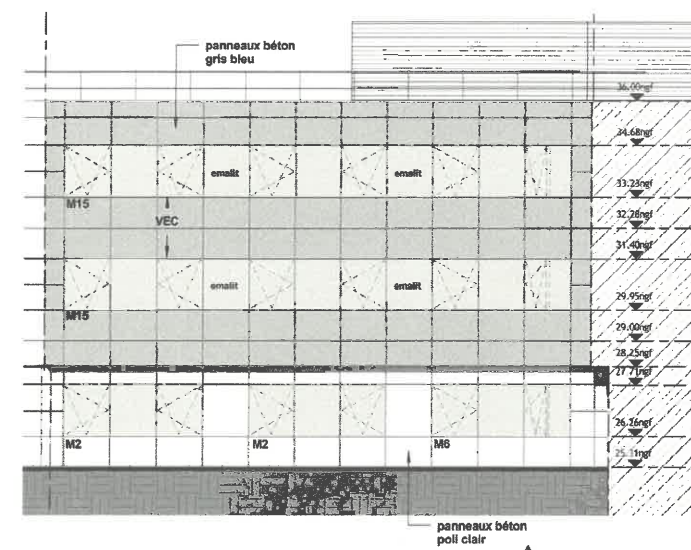 panneaux béton
gris bleu
36.00ngf
34.68ngf
emalit
emalit
33.23ngf
M15
VEC
32.28ngf
31.40ngf
emalit
emalit
29.95ngf
M15
29.00ngf
28.25ngf
27.71ngf
26.26ngf
M2
M2
M6
25.31ngf
panneaux béton
poli clair